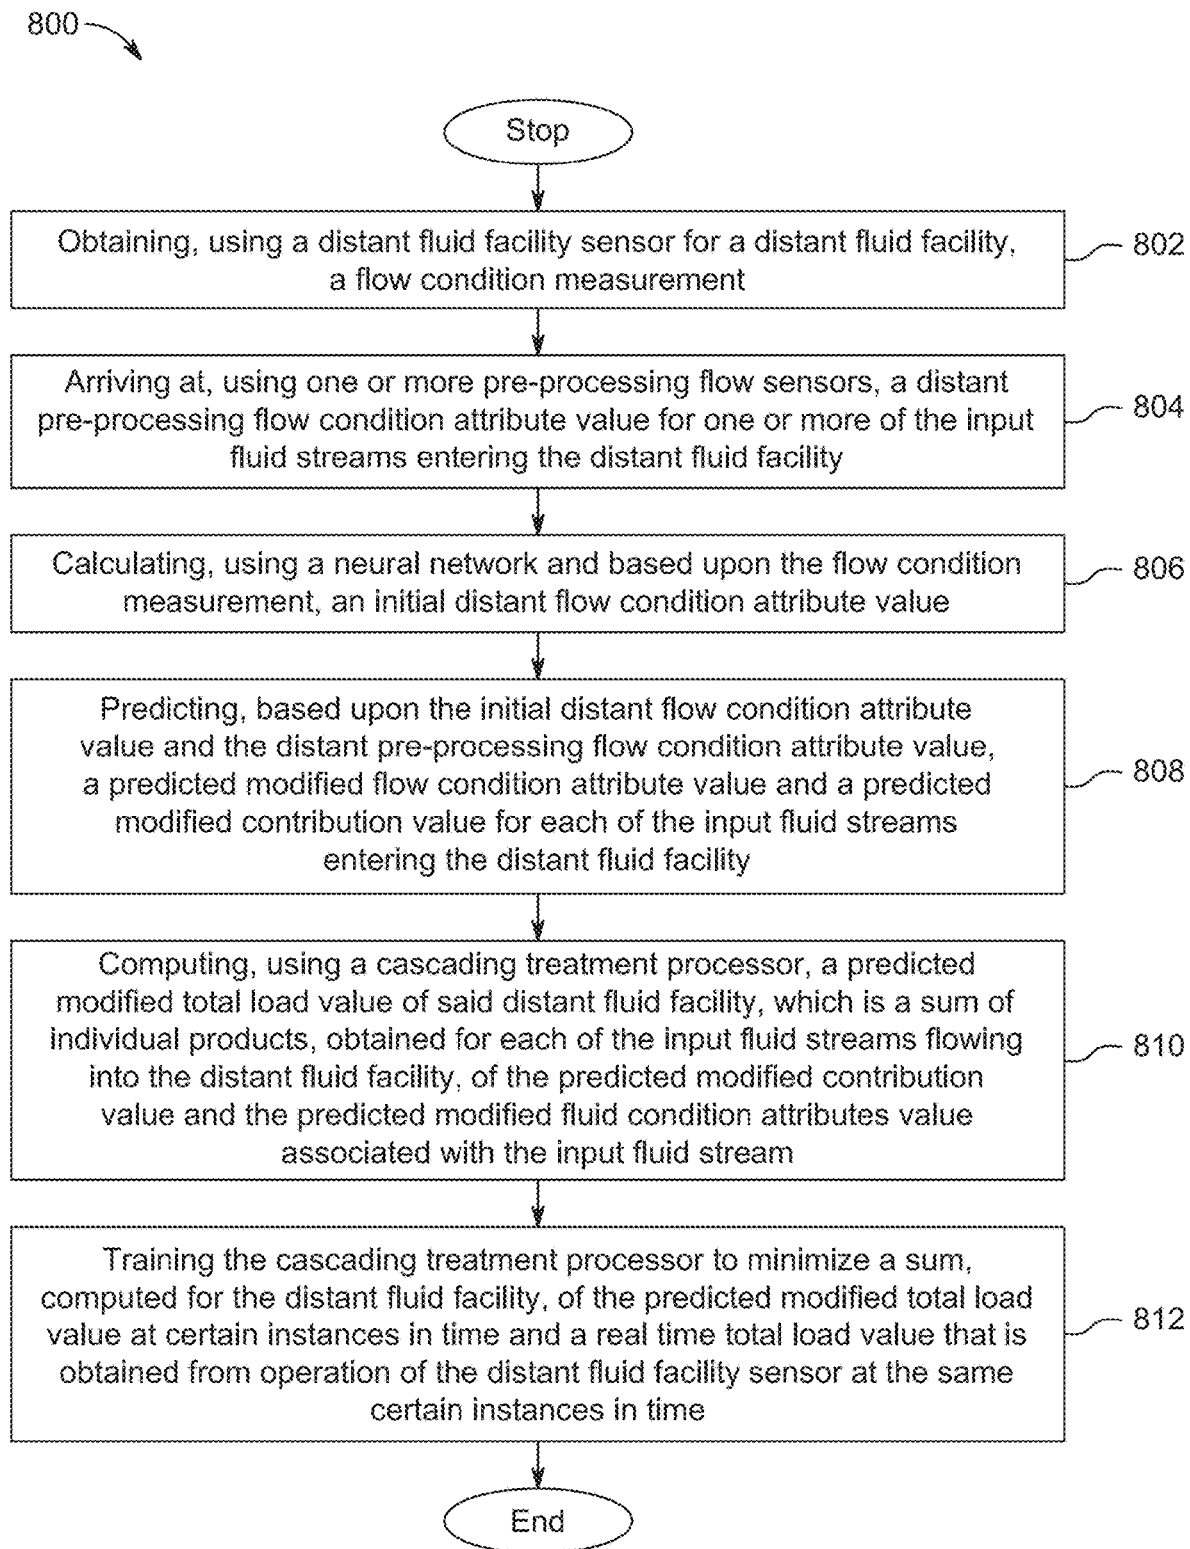 800
Stop
Obtaining, using a distant fluid facility sensor for a distant fluid facility,
a flow condition measurement
802
Arriving at, using one or more pre-processing flow sensors, a distant
pre-processing flow condition attribute value for one or more of the input
fluid streams entering the distant fluid facility
804
Calculating, using a neural network and based upon the flow condition
measurement, an initial distant flow condition attribute value
806
Predicting, based upon the initial distant flow condition attribute
value and the distant pre-processing flow condition attribute value,
a predicted modified flow condition attribute value and a predicted
modified contribution value for each of the input fluid streams
entering the distant fluid facility
808
Computing, using a cascading treatment processor, a predicted
modified total load value of said distant fluid facility, which is a sum of
individual products, obtained for each of the input fluid streams flowing
into the distant fluid facility, of the predicted modified contribution
value and the predicted modified fluid condition attributes value
associated with the input fluid stream
810
Training the cascading treatment processor to minimize a sum,
computed for the distant fluid facility, of the predicted modified total load
value at certain instances in time and a real time total load value that is
obtained from operation of the distant fluid facility sensor at the same
certain instances in time
812
End